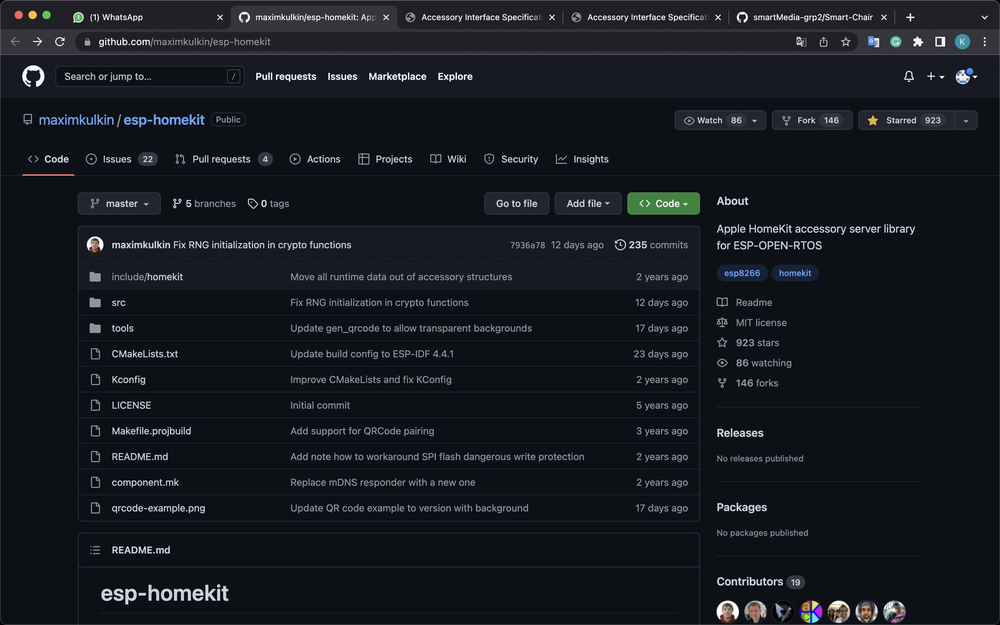 (1) WhatsApp
maximkulkin/esp-homekit: App
Accessory Interface Specificati
Accessory Interface Specificati
smartMedia-grp2/Smart-Chair
github.com/maximkulkin/esp-homekit
K
Search or jump to... /
Pull requests Issues Marketplace Explore
maximkulkin / esp-homekit Public
Watch 86 Fork 146 Starred 923
Code Issues 22 Pull requests 4 Actions Projects Wiki Security Insights
master 5 branches 0 tags Go to file Add file Code
maximkulkin Fix RNG initialization in crypto functions 7936a78 12 days ago 235 commits
include/homekit Move all runtime data out of accessory structures 2 years ago
src Fix RNG initialization in crypto functions 12 days ago
tools Update gen_qrcode to allow transparent backgrounds 17 days ago
CMakeLists.txt Update build config to ESP-IDF 4.4.1 23 days ago
Kconfig Improve CMakeLists and fix KConfig 2 years ago
LICENSE Initial commit 5 years ago
Makefile.projbuild Add support for QRCode pairing 3 years ago
README.md Add note how to workaround SPI flash dangerous write protection 2 years ago
component.mk Replace mDNS responder with a new one 2 years ago
qrcode-example.png Update QR code example to version with background 17 days ago
README.md
esp-homekit
About
Apple HomeKit accessory server library
for ESP-OPEN-RTOS
esp8266 homekit
Readme
MIT license
923 stars
86 watching
146 forks
Releases
No releases published
Packages
No packages published
Contributors 19